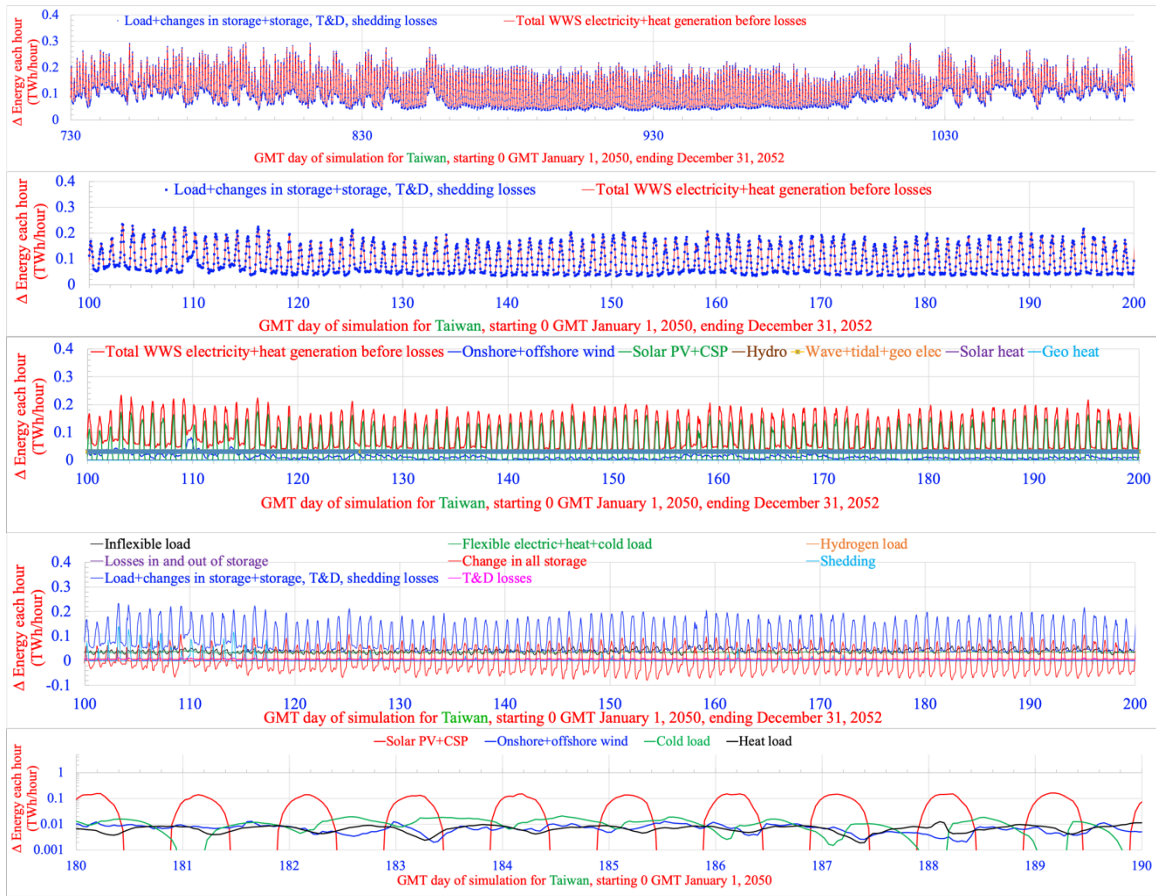 Load+changes in storage+storage, T&D, shedding losses Total WWS electricity+heat generation before losses
Δ Energy each hour
(TWh/hour)
0.4
0.3
0.2
0.1
0
730 830 930 1030
GMT day of simulation for Taiwan, starting 0 GMT January 1, 2050, ending December 31, 2052
Load+changes in storage+storage, T&D, shedding losses Total WWS electricity+heat generation before losses
Δ Energy each hour
(TWh/hour)
0.4
0.3
0.2
0.1
0
100 110 120 130 140 150 160 170 180 190 200
GMT day of simulation for Taiwan, starting 0 GMT January 1, 2050, ending December 31, 2052
Total WWS electricity+heat generation before losses Onshore+offshore wind Solar PV+CSP Hydro Wave+tidal+geo elec Solar heat Geo heat
Δ Energy each hour
(TWh/hour)
0.4
0.3
0.2
0.1
0
100 110 120 130 140 150 160 170 180 190 200
GMT day of simulation for Taiwan, starting 0 GMT January 1, 2050, ending December 31, 2052
Inflexible load Flexible electric+heat+cold load Hydrogen load
Losses in and out of storage Change in all storage Shedding
Load+changes in storage+storage, T&D, shedding losses T&D losses
Δ Energy each hour
(TWh/hour)
0.4
0.3
0.2
0.1
0
-0.1
100 110 120 130 140 150 160 170 180 190 200
GMT day of simulation for Taiwan, starting 0 GMT January 1, 2050, ending December 31, 2052
Solar PV+CSP Onshore+offshore wind Cold load Heat load
Δ Energy each hour
(TWh/hour)
1
0.1
0.01
0.001
180 181 182 183 184 185 186 187 188 189 190
GMT day of simulation for Taiwan, starting 0 GMT January 1, 2050